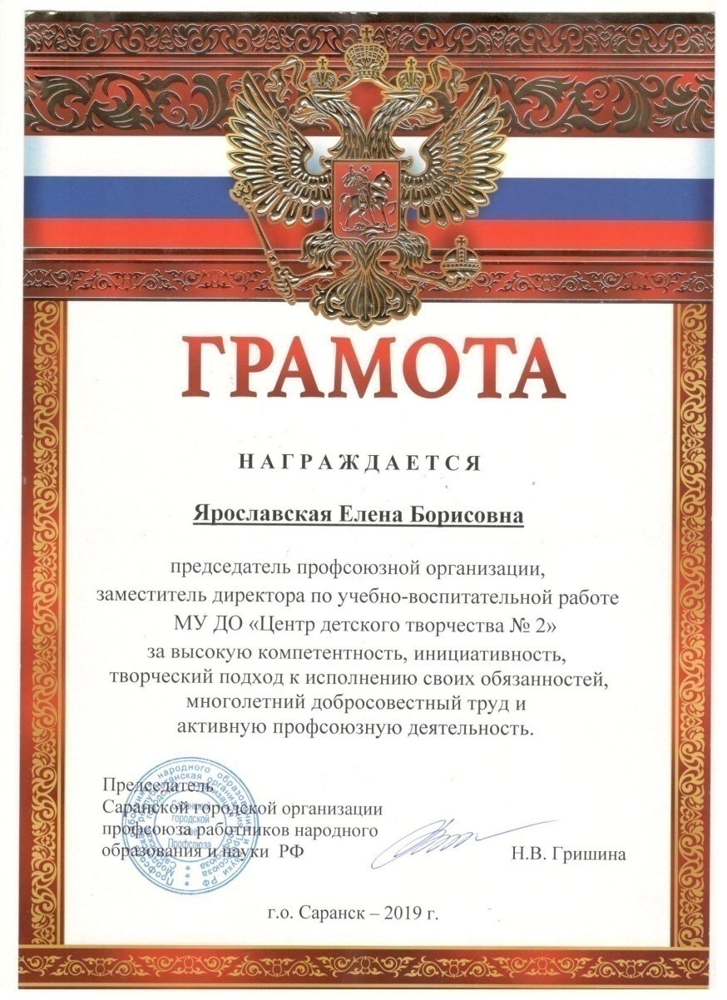 ГРАМОТА
НАГРАЖДАЕТСЯ
Ярославская Елена Борисовна
председатель профсоюзной организации,
заместитель директора по учебно-воспитательной работе
МУ ДО «Центр детского творчества № 2»
за высокую компетентность, инициативность,
творческий подход к исполнению своих обязанностей,
многолетний добросовестный труд и
активную профсоюзную деятельность.
Председатель
Саранской городской организации
профсоюза работников народного
образования и науки РФ
Н.В. Гришина
городской
Профсоюза
г.о. Саранск – 2019 г.